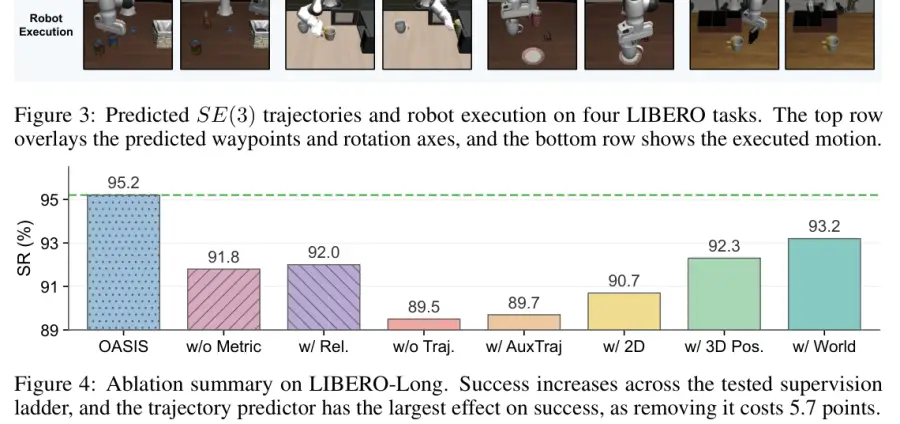 Robot
Execution
Figure 3: Predicted SE(3) trajectories and robot execution on four LIBERO tasks. The top row
overlays the predicted waypoints and rotation axes, and the bottom row shows the executed motion.
95.2
91.8
92.0
89.5
89.7
90.7
92.3
93.2
SR (%)
95
93
91
89
OASIS w/o Metric w/ Rel. w/o Traj. w/ AuxTraj w/ 2D w/ 3D Pos. w/ World
Figure 4: Ablation summary on LIBERO-Long. Success increases across the tested supervision
ladder, and the trajectory predictor has the largest effect on success, as removing it costs 5.7 points.